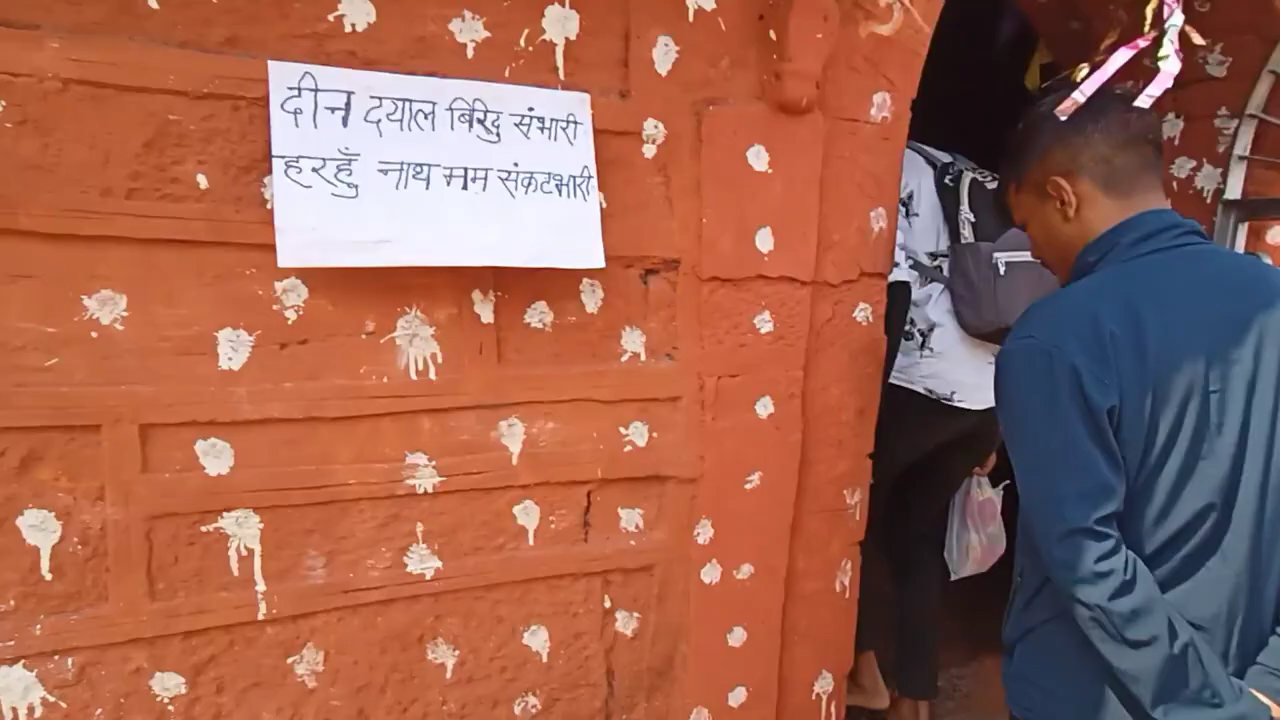 दीन दयाल बिरिदु संभारी
हरहुँ नाथ मम संकटभारी